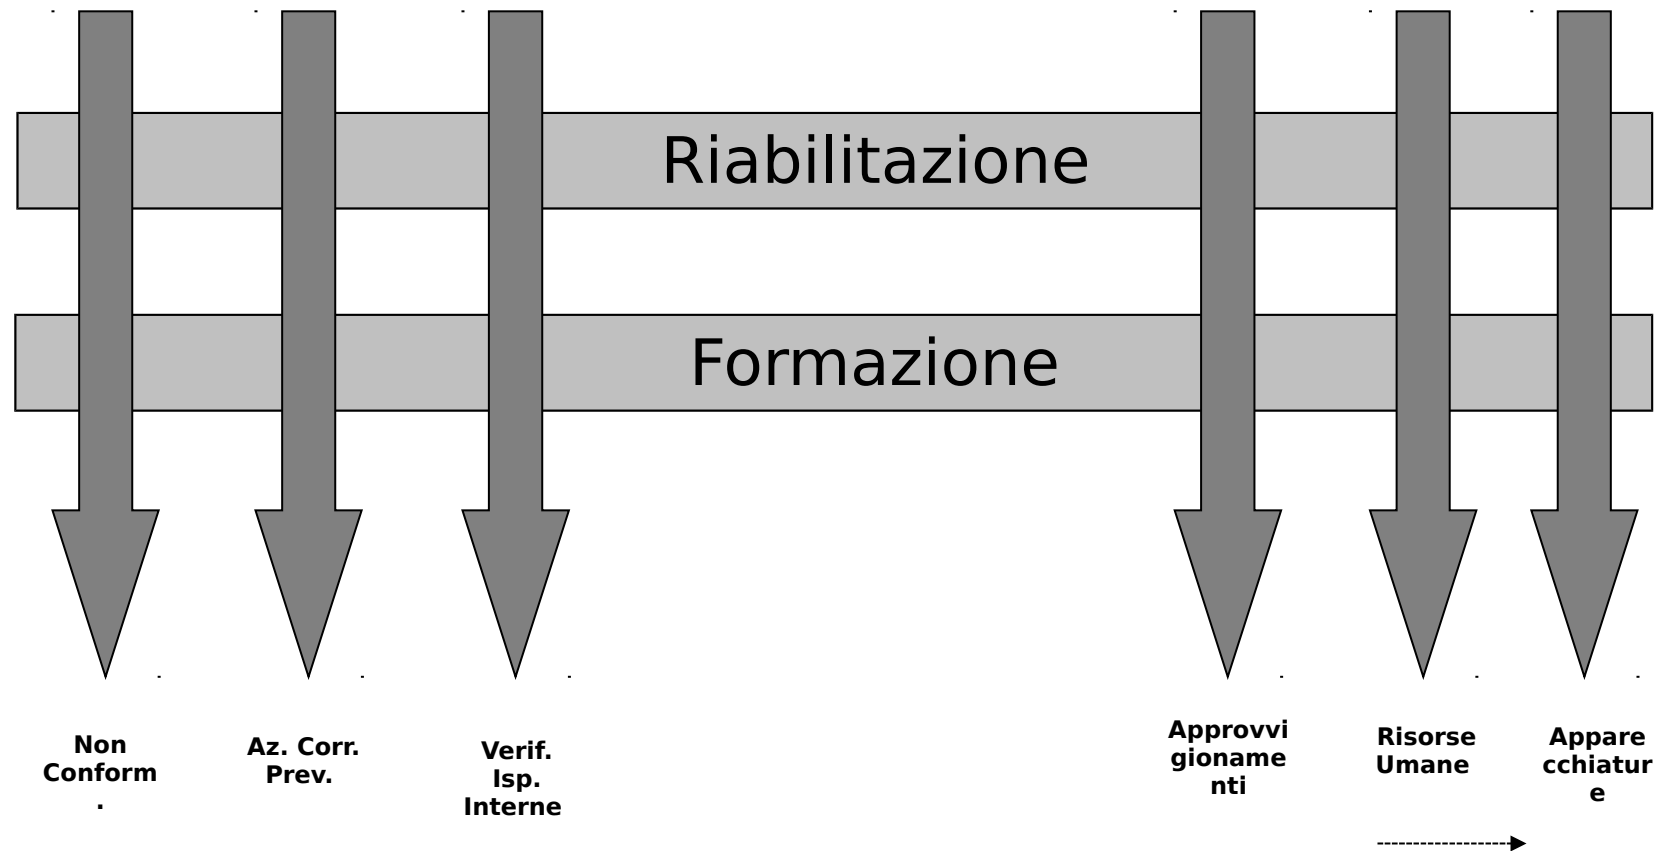 Riabilitazione
Formazione
Non
Conform
.
Az. Corr.
Prev.
Verif.
Isp.
Interne
Approvvi
gioname
nti
Risorse
Umane
Appare
cchiatur
e